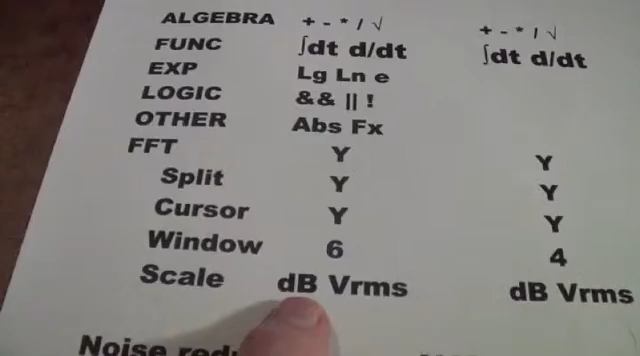 ALGEBRA + - * / √ + - * / √
FUNC ∫dt d/dt ∫dt d/dt
EXP Lg Ln e
LOGIC && || !
OTHER Abs Fx
FFT Y Y
Split Y Y
Cursor Y Y
Window 6 4
Scale dB Vrms dB Vrms
Noise